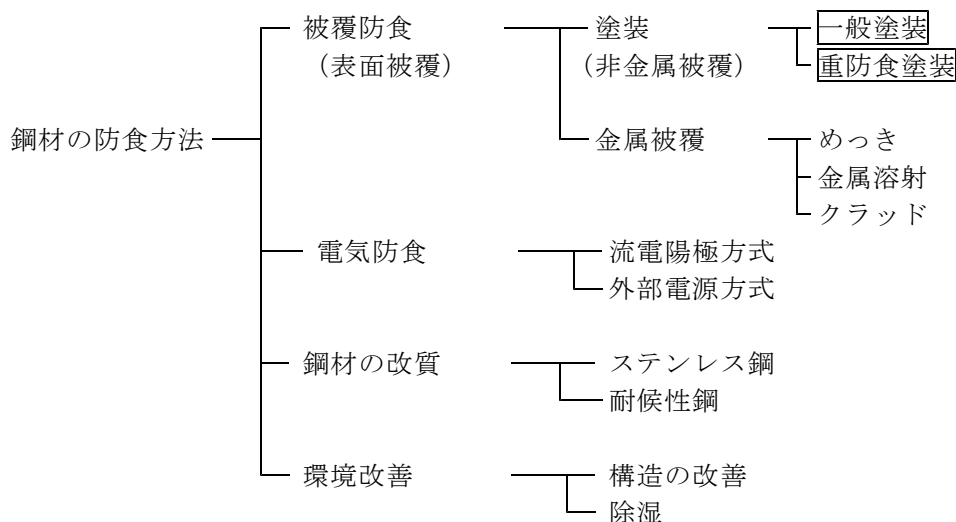 被覆防食
（表面被覆）
塗装
（非金属被覆）
一般塗装
重防食塗装
鋼材の防食方法
金属被覆
めっき
金属溶射
クラッド
電気防食
流電陽極方式
外部電源方式
鋼材の改質
ステンレス鋼
耐候性鋼
環境改善
構造の改善
除湿